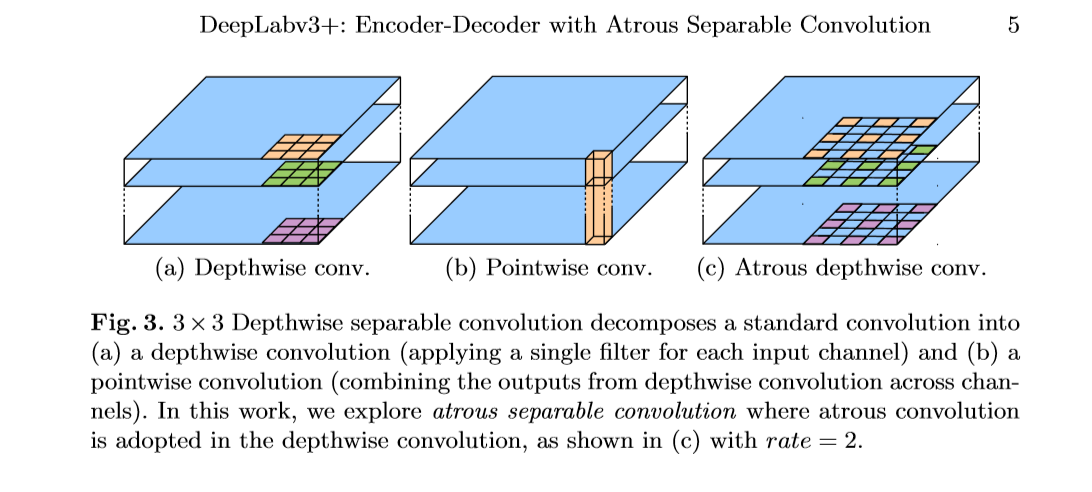 DeepLabv3+: Encoder-Decoder with Atrous Separable Convolution 5
(a) Depthwise conv. (b) Pointwise conv. (c) Atrous depthwise conv.
Fig. 3. 3 × 3 Depthwise separable convolution decomposes a standard convolution into
(a) a depthwise convolution (applying a single filter for each input channel) and (b) a
pointwise convolution (combining the outputs from depthwise convolution across chan-
nels). In this work, we explore atrous separable convolution where atrous convolution
is adopted in the depthwise convolution, as shown in (c) with rate = 2.